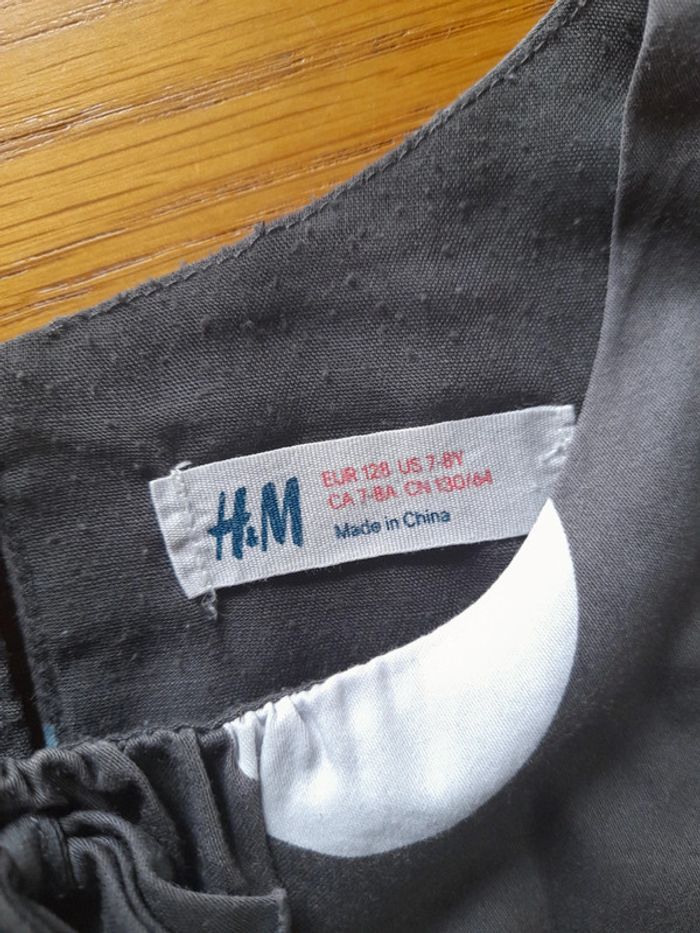 H&M
EUR 128 US 7-8Y
CA 7-8A CN 130/64
Made in China